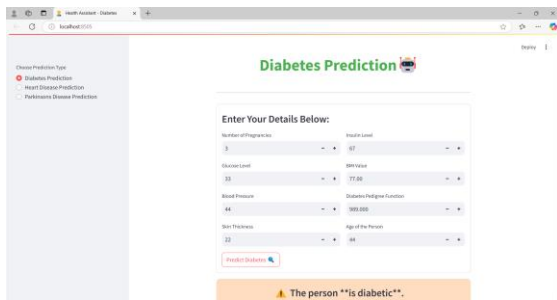 Health Assistant - Diabetes
localhost:8501
Deploy
Choose Prediction Type
Diabetes Prediction
Heart Disease Prediction
Parkinsons Disease Prediction
Diabetes Prediction
Enter Your Details Below:
Number of Pregnancies
Insulin Level
3
67
Glucose Level
BMI Value
33
77.00
Blood Pressure
Diabetes Pedigree Function
44
989.000
Skin Thickness
Age of the Person
22
44
Predict Diabetes
The person **is diabetic**.